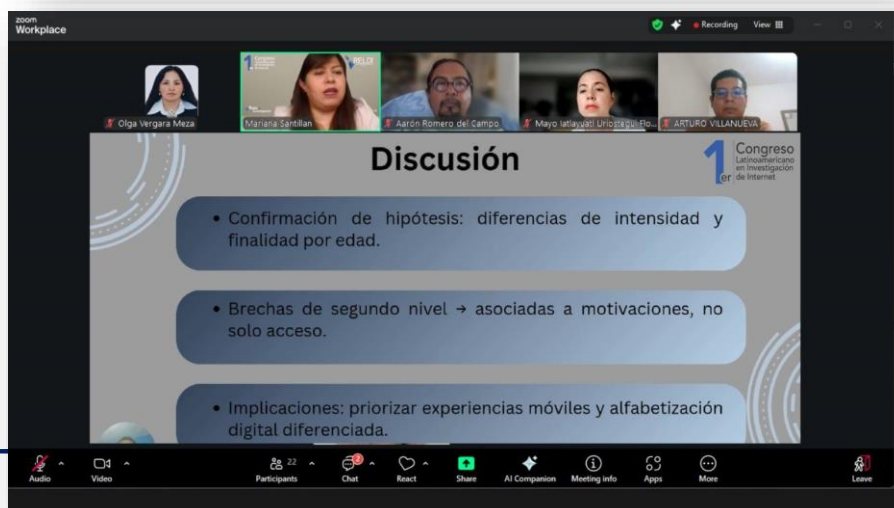 zoom
Workplace
Recording
View
Olga Vergara Meza
Mariana Santillan
Aarón Romero del Campo
Mayo Iatlayuati Uriostegui-Flo...
ARTURO VILLANUEVA
Discusión
1er Congreso
Latinoamericano
en Investigación
de Internet
• Confirmación de hipótesis: diferencias de intensidad y
finalidad por edad.
• Brechas de segundo nivel → asociadas a motivaciones, no
solo acceso.
• Implicaciones: priorizar experiencias móviles y alfabetización
digital diferenciada.
Audio
Video
22
Participants
2
Chat
React
Share
AI Companion
Meeting info
Apps
More
Leave